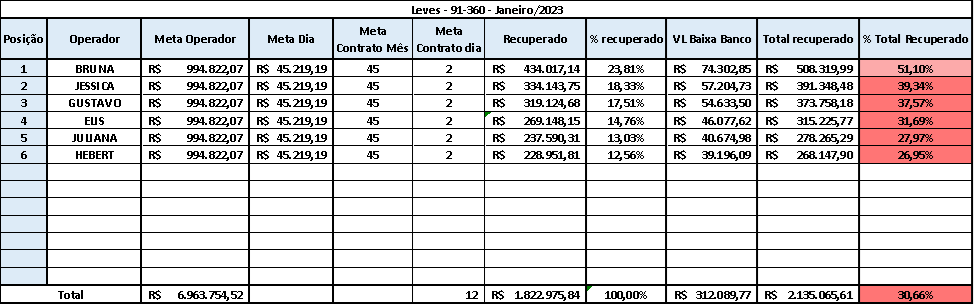 Leves - 91-360 - Janeiro/2023
Posição Operador Meta Operador Meta Dia Meta Contrato Mês Meta Contrato dia Recuperado % recuperado VL Baixa Banco Total recuperado % Total Recuperado
1 BRUNA R$ 994.822,07 R$ 45.219,19 45 2 R$ 434.017,14 23,81% R$ 74.302,85 R$ 508.319,99 51,10%
2 JESSICA R$ 994.822,07 R$ 45.219,19 45 2 R$ 334.143,75 18,33% R$ 57.204,73 R$ 391.348,48 39,34%
3 GUSTAVO R$ 994.822,07 R$ 45.219,19 45 2 R$ 319.124,68 17,51% R$ 54.633,50 R$ 373.758,18 37,57%
4 ELIS R$ 994.822,07 R$ 45.219,19 45 2 R$ 269.148,15 14,76% R$ 46.077,62 R$ 315.225,77 31,69%
5 JULIANA R$ 994.822,07 R$ 45.219,19 45 2 R$ 237.590,31 13,03% R$ 40.674,98 R$ 278.265,29 27,97%
6 HEBERT R$ 994.822,07 R$ 45.219,19 45 2 R$ 228.951,81 12,56% R$ 39.196,09 R$ 268.147,90 26,95%
Total R$ 6.963.754,52 12 R$ 1.822.975,84 100,00% R$ 312.089,77 R$ 2.135.065,61 30,66%